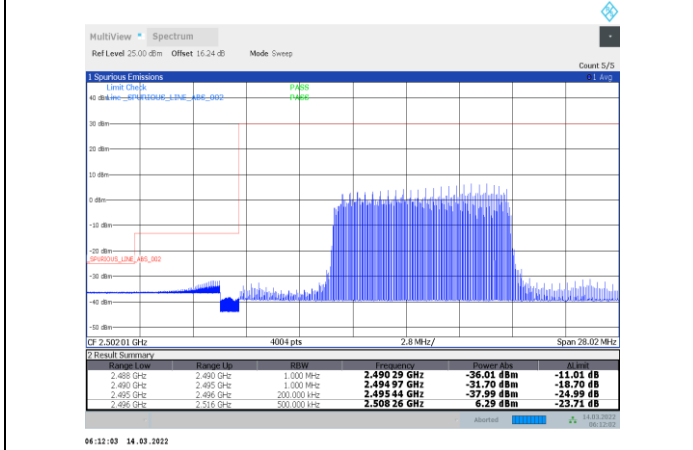 MultiView Spectrum
Ref Level 25.00 dBm Offset 16.24 dB Mode Sweep
Count 5/5
1 Spurious Emissions 1 Avg
Limit Check PASS
40 dBm Line _SPURIOUS_LINE_ABS_002 PASS
30 dBm
20 dBm
10 dBm
0 dBm
-10 dBm
-20 dBm
_SPURIOUS_LINE_ABS_002
-30 dBm
-40 dBm
-50 dBm
CF 2.50201 GHz 4004 pts 2.8 MHz/ Span 28.02 MHz
2 Result Summary
Range Low Range Up RBW Frequency Power Abs ΔLimit
2.488 GHz 2.490 GHz 1.000 MHz 2.490 29 GHz -36.01 dBm -11.01 dB
2.490 GHz 2.495 GHz 1.000 MHz 2.494 97 GHz -31.70 dBm -18.70 dB
2.495 GHz 2.496 GHz 200.000 kHz 2.495 44 GHz -37.99 dBm -24.99 dB
2.496 GHz 2.516 GHz 500.000 kHz 2.508 26 GHz 6.29 dBm -23.71 dB
Aborted 14.03.2022
06:12:02
06:12:03 14.03.2022